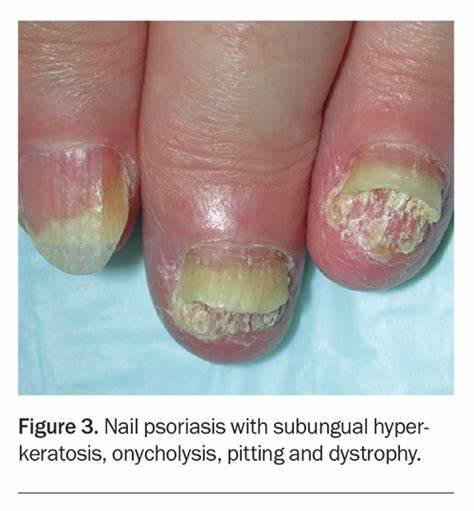 Figure 3. Nail psoriasis with subungual hyper-
keratosis, onycholysis, pitting and dystrophy.